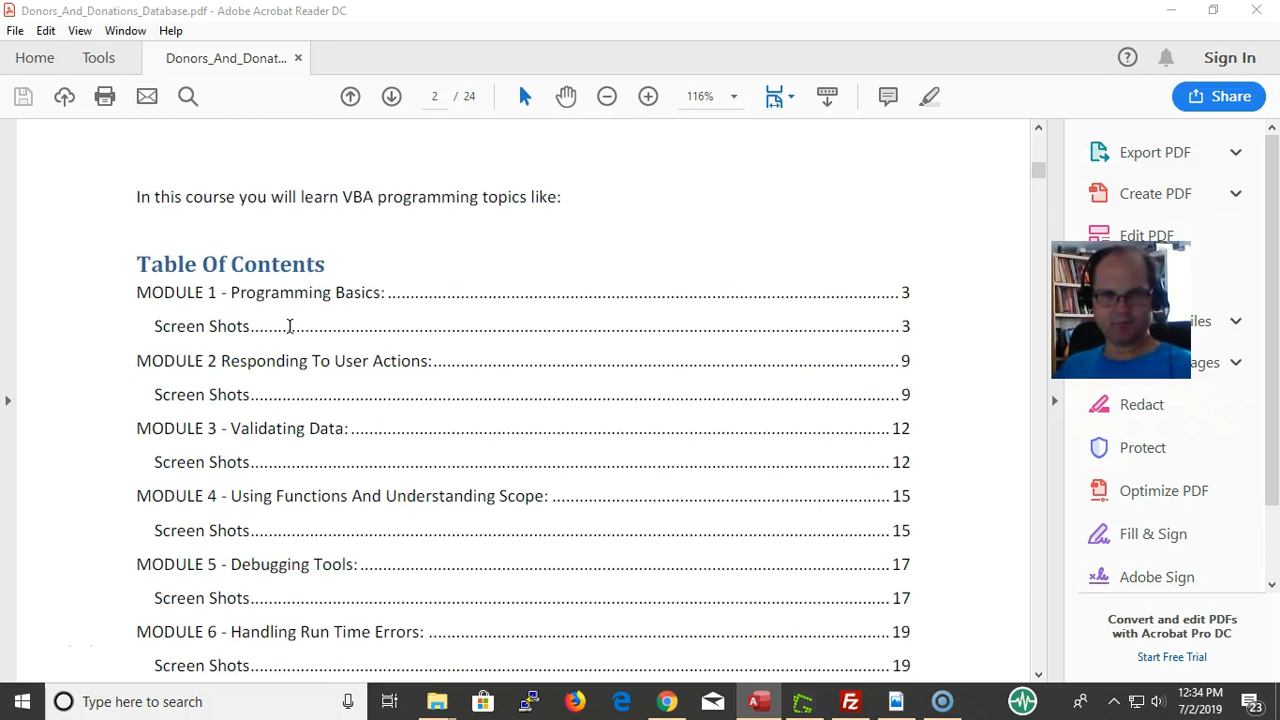 Donors_And_Donations_Database.pdf - Adobe Acrobat Reader DC
File Edit View Window Help
Home Tools Donors_And_Donat... × Sign In
2 / 24 116% Share
In this course you will learn VBA programming topics like:
Table Of Contents
MODULE 1 - Programming Basics: 3
Screen Shots 3
MODULE 2 Responding To User Actions: 9
Screen Shots 9
MODULE 3 - Validating Data: 12
Screen Shots 12
MODULE 4 - Using Functions And Understanding Scope: 15
Screen Shots 15
MODULE 5 - Debugging Tools: 17
Screen Shots 17
MODULE 6 - Handling Run Time Errors: 19
Screen Shots 19
Export PDF
Create PDF
Edit PDF
Redact
Protect
Optimize PDF
Fill & Sign
Adobe Sign
Convert and edit PDFs
with Acrobat Pro DC
Start Free Trial
Type here to search
12:34 PM
7/2/2019
23